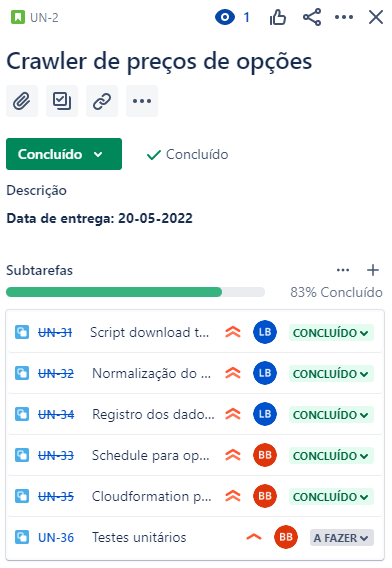 UN-2 1
Crawler de preços de opções
Concluído Concluído
Descrição
Data de entrega: 20-05-2022
Subtarefas
83% Concluído
UN-31 Script download t... LB CONCLUÍDO
UN-32 Normalização do ... LB CONCLUÍDO
UN-34 Registro dos dado... LB CONCLUÍDO
UN-33 Schedule para op... BB CONCLUÍDO
UN-35 Cloudformation p... BB CONCLUÍDO
UN-36 Testes unitários BB A FAZER